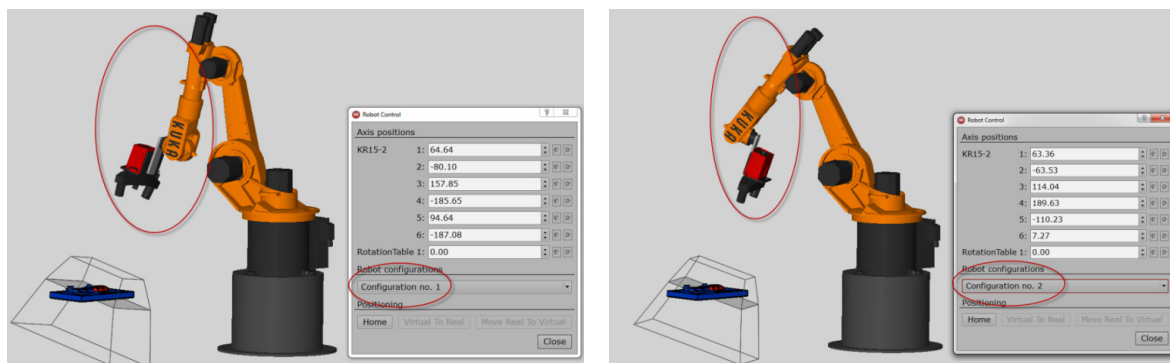 KUKA
Robot Control
Axis positions
KR15-2 1: 64.64
2: -80.10
3: 157.85
4: -185.65
5: 94.64
6: -187.08
RotationTable 1: 0.00
Robot configurations
Configuration no. 1
Positioning
Home Virtual To Real Move Real To Virtual
Close
KUKA
Robot Control
Axis positions
KR15-2 1: 63.36
2: -63.53
3: 114.04
4: 189.63
5: -110.23
6: 7.27
RotationTable 1: 0.00
Robot configurations
Configuration no. 2
Positioning
Home Virtual To Real Move Real To Virtual
Close